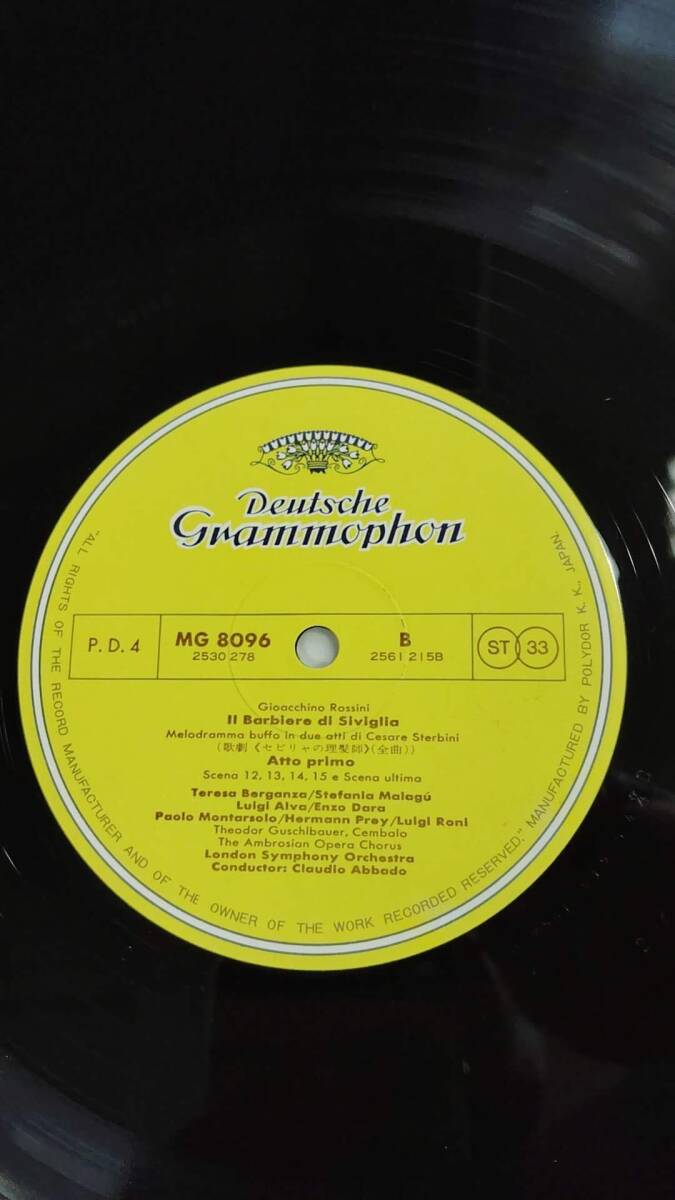 Deutsche
Grammophon
P.D.4
MG 8096
2530 278
B
2561 215B
ST 33
Gioacchino Rossini
Il Barbiere di Siviglia
Melodramma buffo in due atti di Cesare Sterbini
(歌劇《セビリャの理髪師》(全曲))
Atto primo
Scena 12, 13, 14, 15 e Scena ultima
Teresa Berganza/Stefania Malagú
Luigi Alva/Enzo Dara
Paolo Montarsolo/Hermann Prey/Luigi Roni
Theodor Guschlbauer, Cembalo
The Ambrosian Opera Chorus
London Symphony Orchestra
Conductor: Claudio Abbado
"ALL RIGHTS OF THE RECORD MANUFACTURER AND OF THE OWNER OF THE WORK RECORDED RESERVED." MANUFACTURED BY POLYDOR K. K., JAPAN.